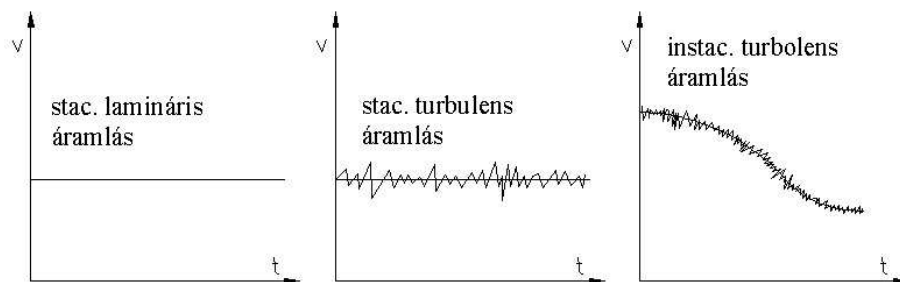 v
stac. lamináris
áramlás
t
v
stac. turbulens
áramlás
t
v
instac. turbolens
áramlás
t